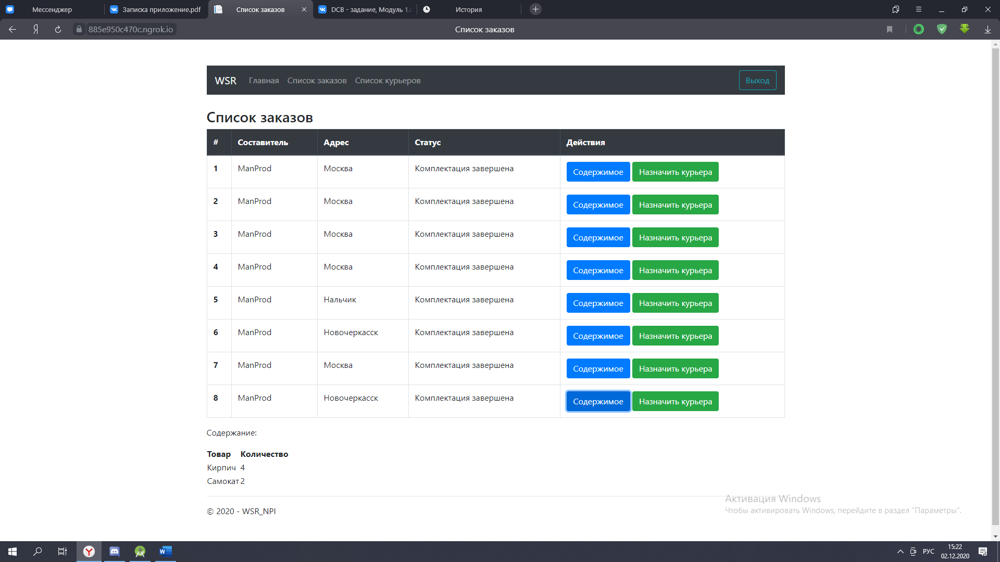 Мессенджер Записка приложение.pdf Список заказов DCB - задание, Модуль 1. История
885e950c470c.ngrok.io Список заказов
WSR Главная Список заказов Список курьеров Выход
Список заказов
# Составитель Адрес Статус Действия
1 ManProd Москва Комплектация завершена Содержимое Назначить курьера
2 ManProd Москва Комплектация завершена Содержимое Назначить курьера
3 ManProd Москва Комплектация завершена Содержимое Назначить курьера
4 ManProd Москва Комплектация завершена Содержимое Назначить курьера
5 ManProd Нальчик Комплектация завершена Содержимое Назначить курьера
6 ManProd Новочеркасск Комплектация завершена Содержимое Назначить курьера
7 ManProd Москва Комплектация завершена Содержимое Назначить курьера
8 ManProd Новочеркасск Комплектация завершена Содержимое Назначить курьера
Содержание:
Товар Количество
Кирпич 4
Самокат 2
© 2020 - WSR_NPI
Активация Windows
Чтобы активировать Windows, перейдите в раздел "Параметры".
РУС 15:22
02.12.2020